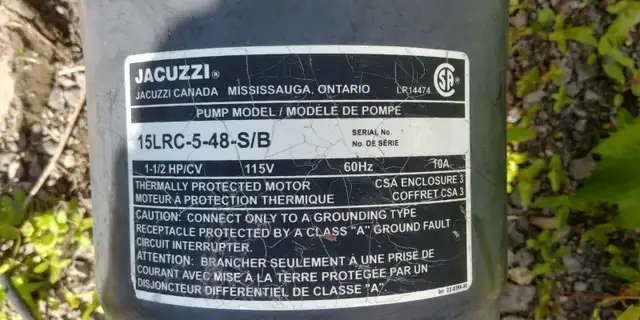 JACUZZI®
JACUZZI CANADA MISSISSAUGA, ONTARIO LR14474
PUMP MODEL / MODÈLE DE POMPE
15LRC-5-48-S/B SERIAL No.
No. DE SÉRIE
1-1/2 HP/CV 115V 60Hz 10A
THERMALLY PROTECTED MOTOR CSA ENCLOSURE 3
MOTEUR À PROTECTION THERMIQUE COFFRET CSA 3
CAUTION: CONNECT ONLY TO A GROUNDING TYPE
RECEPTACLE PROTECTED BY A CLASS "A" GROUND FAULT
CIRCUIT INTERRUPTER.
ATTENTION: BRANCHER SEULEMENT À UNE PRISE DE
COURANT AVEC MISE À LA TERRE PROTÉGÉE PAR UN
DISJONCTEUR DIFFÉRENTIEL DE CLASSE "A".